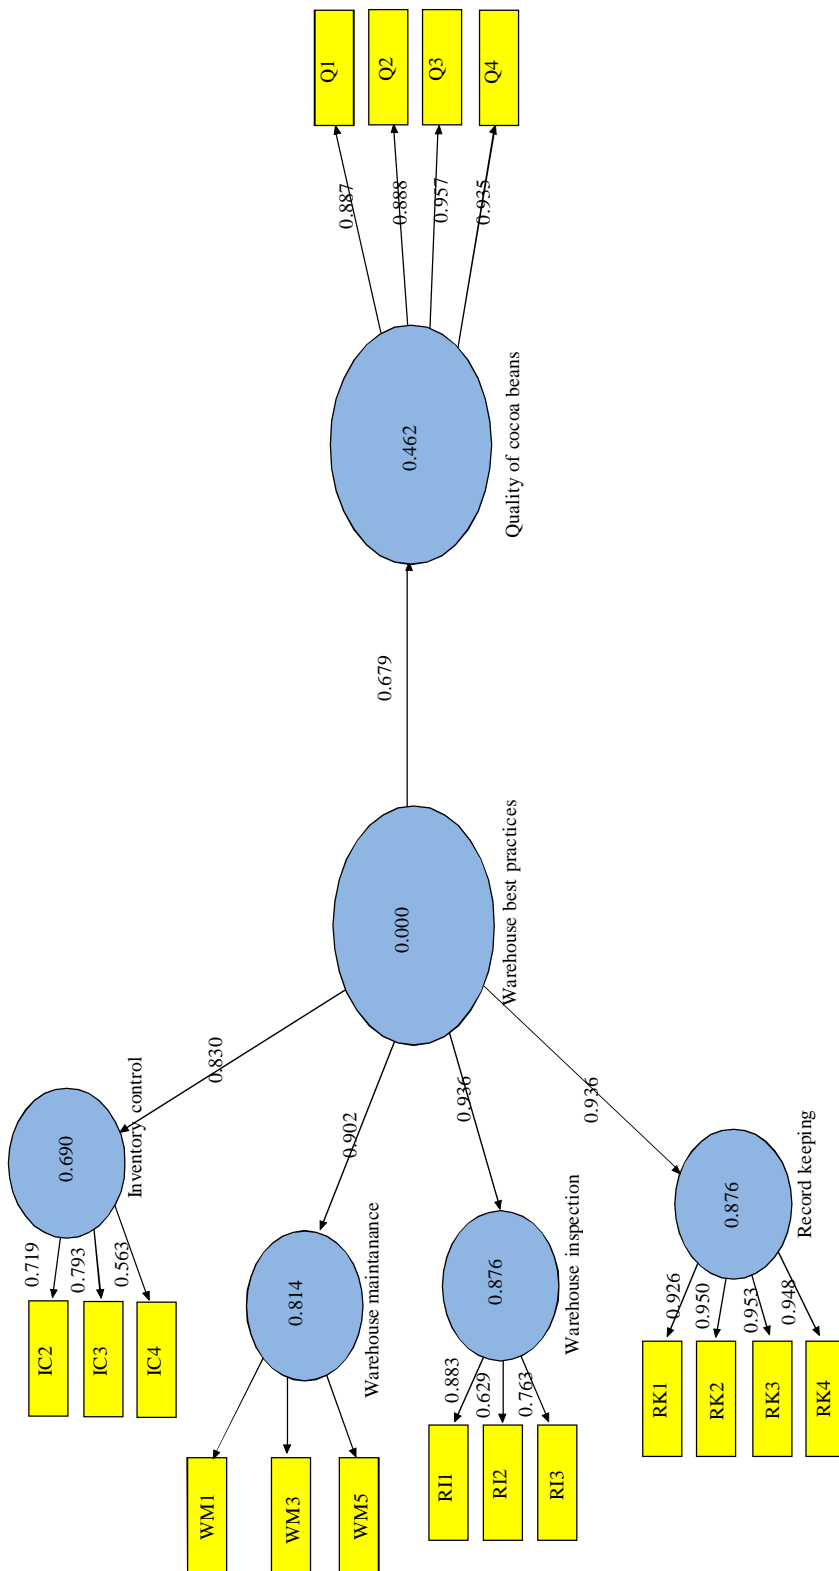 IC2
IC3
IC4
0.719
0.793
0.563
0.690
Inventory control
0.830
WM1
WM3
WM5
0.814
Warehouse maintanance
0.902
RI1
RI2
RI3
0.883
0.629
0.763
0.876
Warehouse inspection
0.936
RK1
RK2
RK3
RK4
0.926
0.950
0.953
0.948
0.876
Record keeping
0.936
0.000
Warehouse best practices
0.679
0.462
Quality of cocoa beans
0.887
0.888
0.957
0.935
Q1
Q2
Q3
Q4